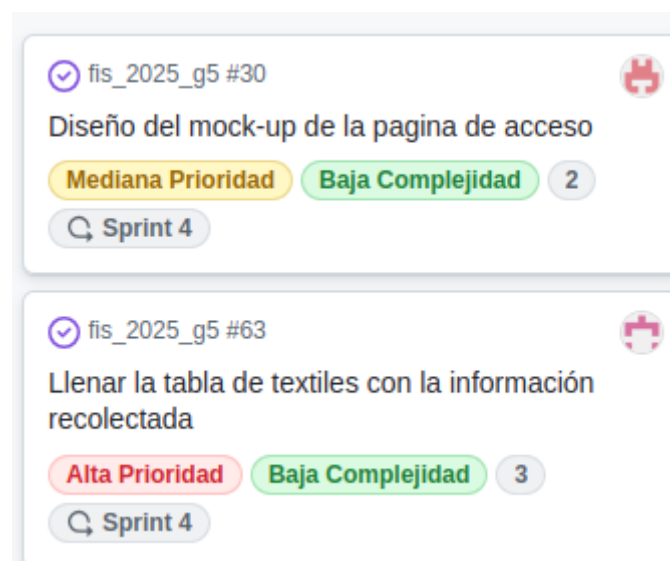 fis_2025_g5 #30
Diseño del mock-up de la pagina de acceso
Mediana Prioridad Baja Complejidad 2
Sprint 4
fis_2025_g5 #63
Llenar la tabla de textiles con la información
recolectada
Alta Prioridad Baja Complejidad 3
Sprint 4